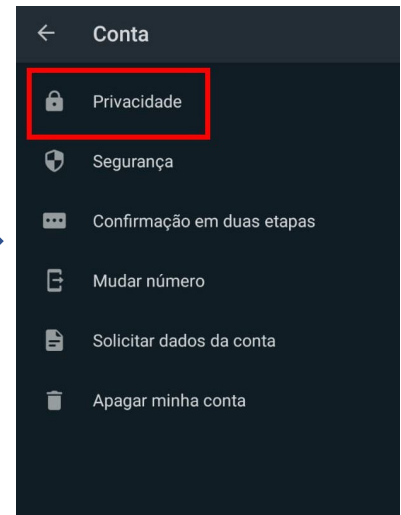 Conta
Privacidade
Segurança
Confirmação em duas etapas
Mudar número
Solicitar dados da conta
Apagar minha conta